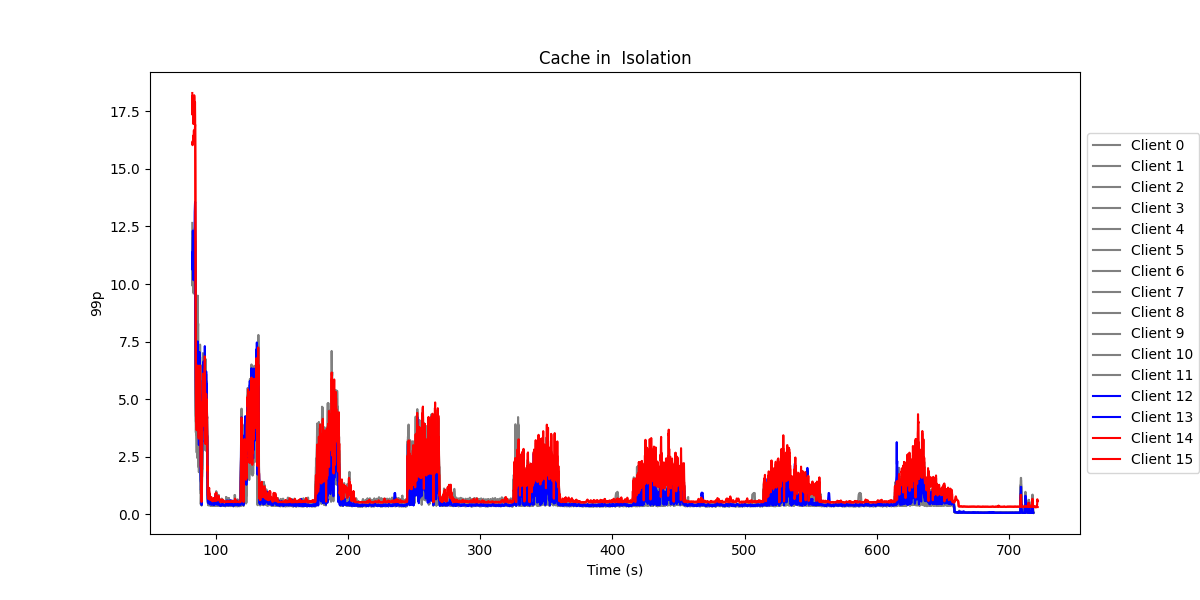 Cache in  Isolation
99p
17.5
15.0
12.5
10.0
7.5
5.0
2.5
0.0
100
200
300
400
500
600
700
Time (s)
Client 0
Client 1
Client 2
Client 3
Client 4
Client 5
Client 6
Client 7
Client 8
Client 9
Client 10
Client 11
Client 12
Client 13
Client 14
Client 15